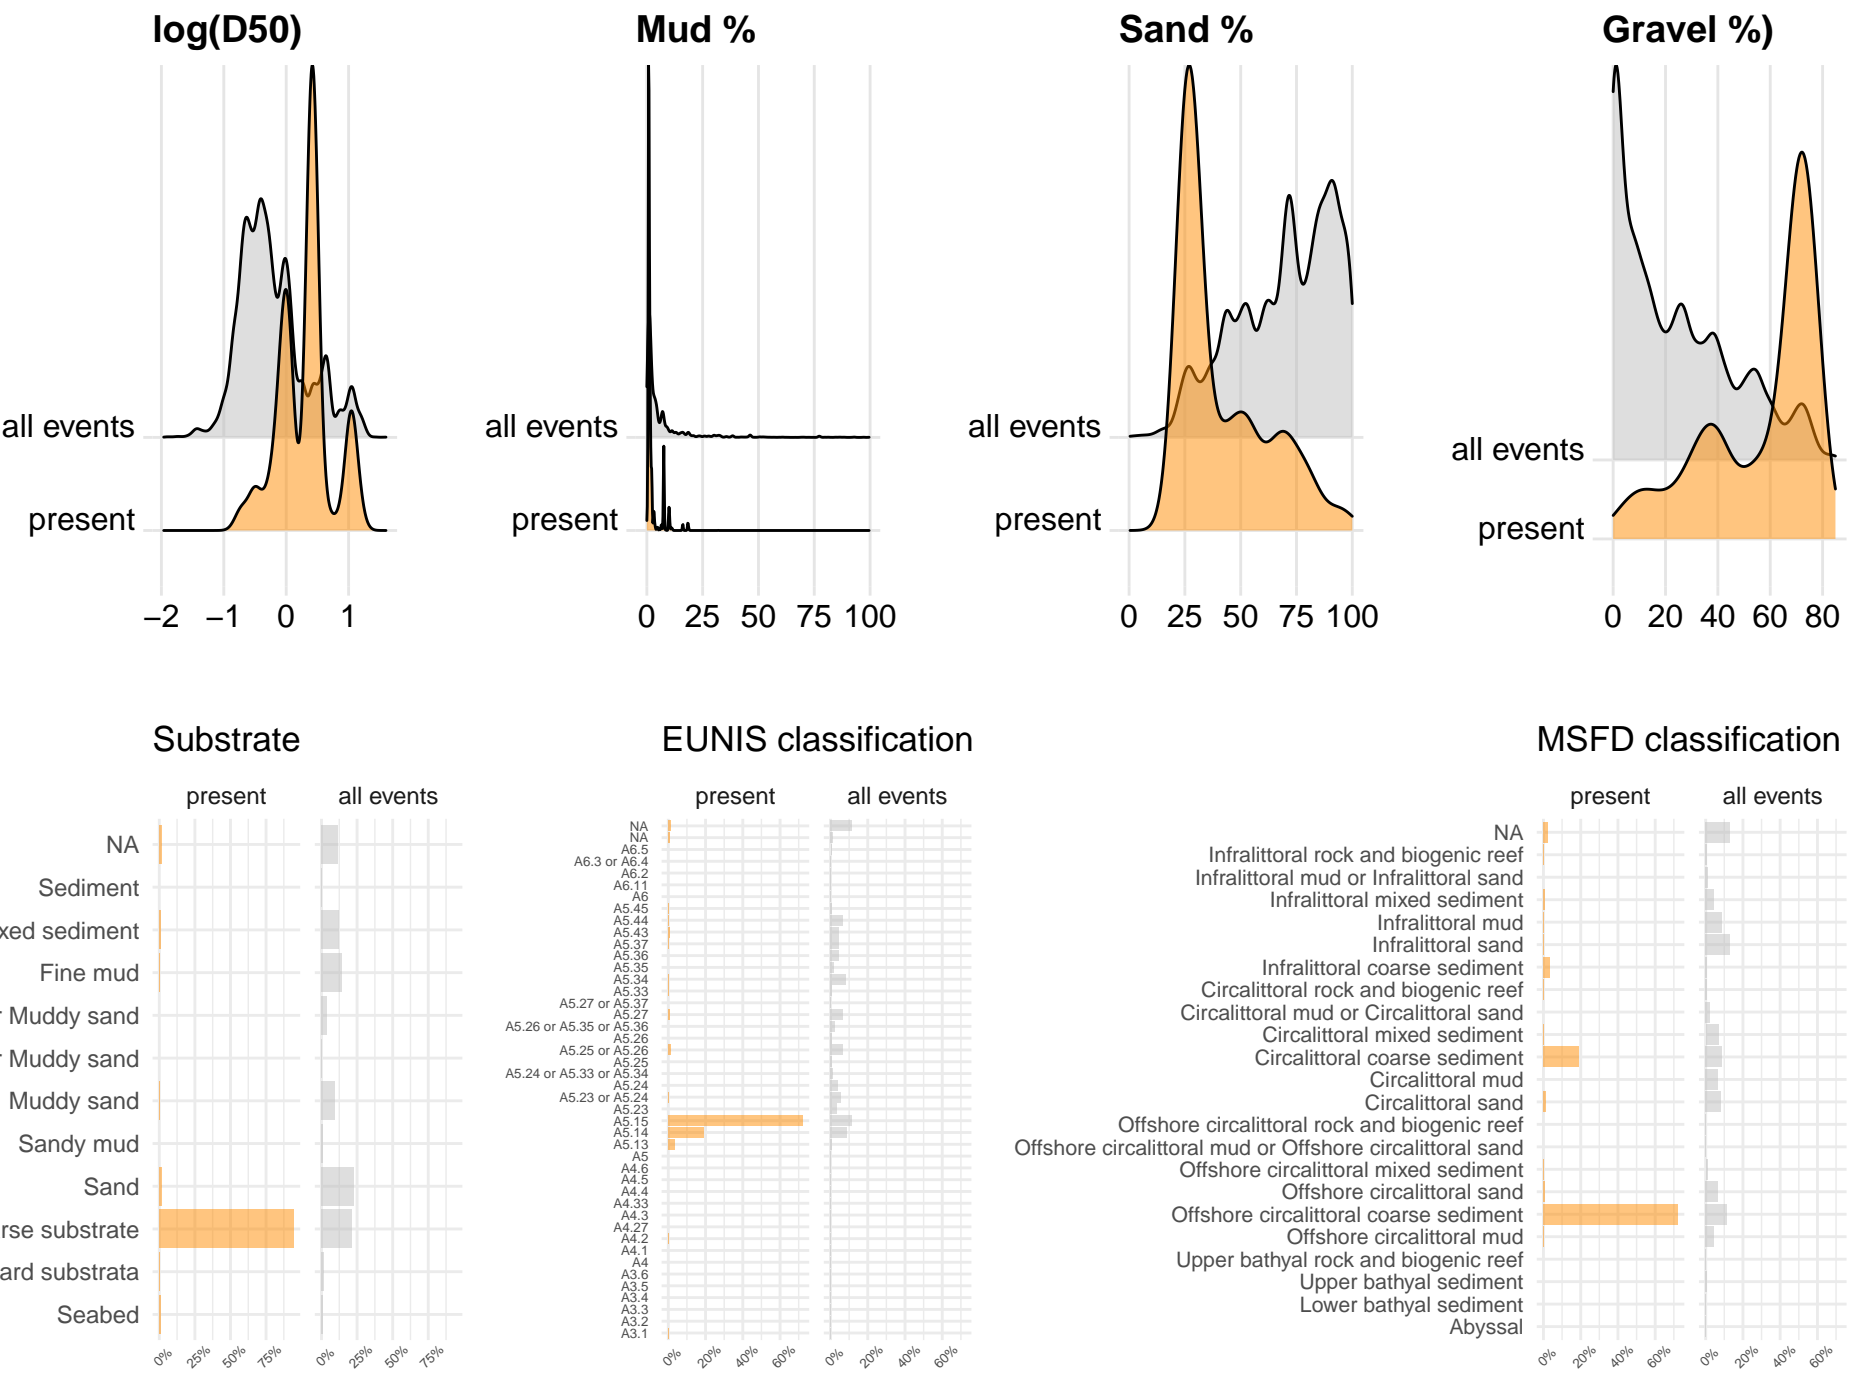 log(D50)
Mud %
Sand %
Gravel %)
all events
present
−2 −1 0 1
all events
present
0 25 50 75 100
all events
present
0 25 50 75 100
all events
present
0 20 40 60 80
Substrate
present all events
NA
Sediment
xed sediment
Fine mud
r Muddy sand
r Muddy sand
Muddy sand
Sandy mud
Sand
rse substrate
ard substrata
Seabed
0% 25% 50% 75% 0% 25% 50% 75%
EUNIS classification
present all events
NA
NA
A6.5
A6.3 or A6.4
A6.2
A6.11
A6
A5.45
A5.44
A5.43
A5.37
A5.36
A5.35
A5.34
A5.33
A5.27 or A5.37
A5.27
A5.26 or A5.35 or A5.36
A5.26
A5.25 or A5.26
A5.25
A5.24 or A5.33 or A5.34
A5.24
A5.23 or A5.24
A5.23
A5.15
A5.14
A5.13
A5
A4.6
A4.5
A4.4
A4.33
A4.3
A4.27
A4.2
A4.1
A4
A3.6
A3.5
A3.4
A3.3
A3.2
A3.1
0% 20% 40% 60% 0% 20% 40% 60%
MSFD classification
present all events
NA
Infralittoral rock and biogenic reef
Infralittoral mud or Infralittoral sand
Infralittoral mixed sediment
Infralittoral mud
Infralittoral sand
Infralittoral coarse sediment
Circalittoral rock and biogenic reef
Circalittoral mud or Circalittoral sand
Circalittoral mixed sediment
Circalittoral coarse sediment
Circalittoral mud
Circalittoral sand
Offshore circalittoral rock and biogenic reef
Offshore circalittoral mud or Offshore circalittoral sand
Offshore circalittoral mixed sediment
Offshore circalittoral sand
Offshore circalittoral coarse sediment
Offshore circalittoral mud
Upper bathyal rock and biogenic reef
Upper bathyal sediment
Lower bathyal sediment
Abyssal
0% 20% 40% 60% 0% 20% 40% 60%